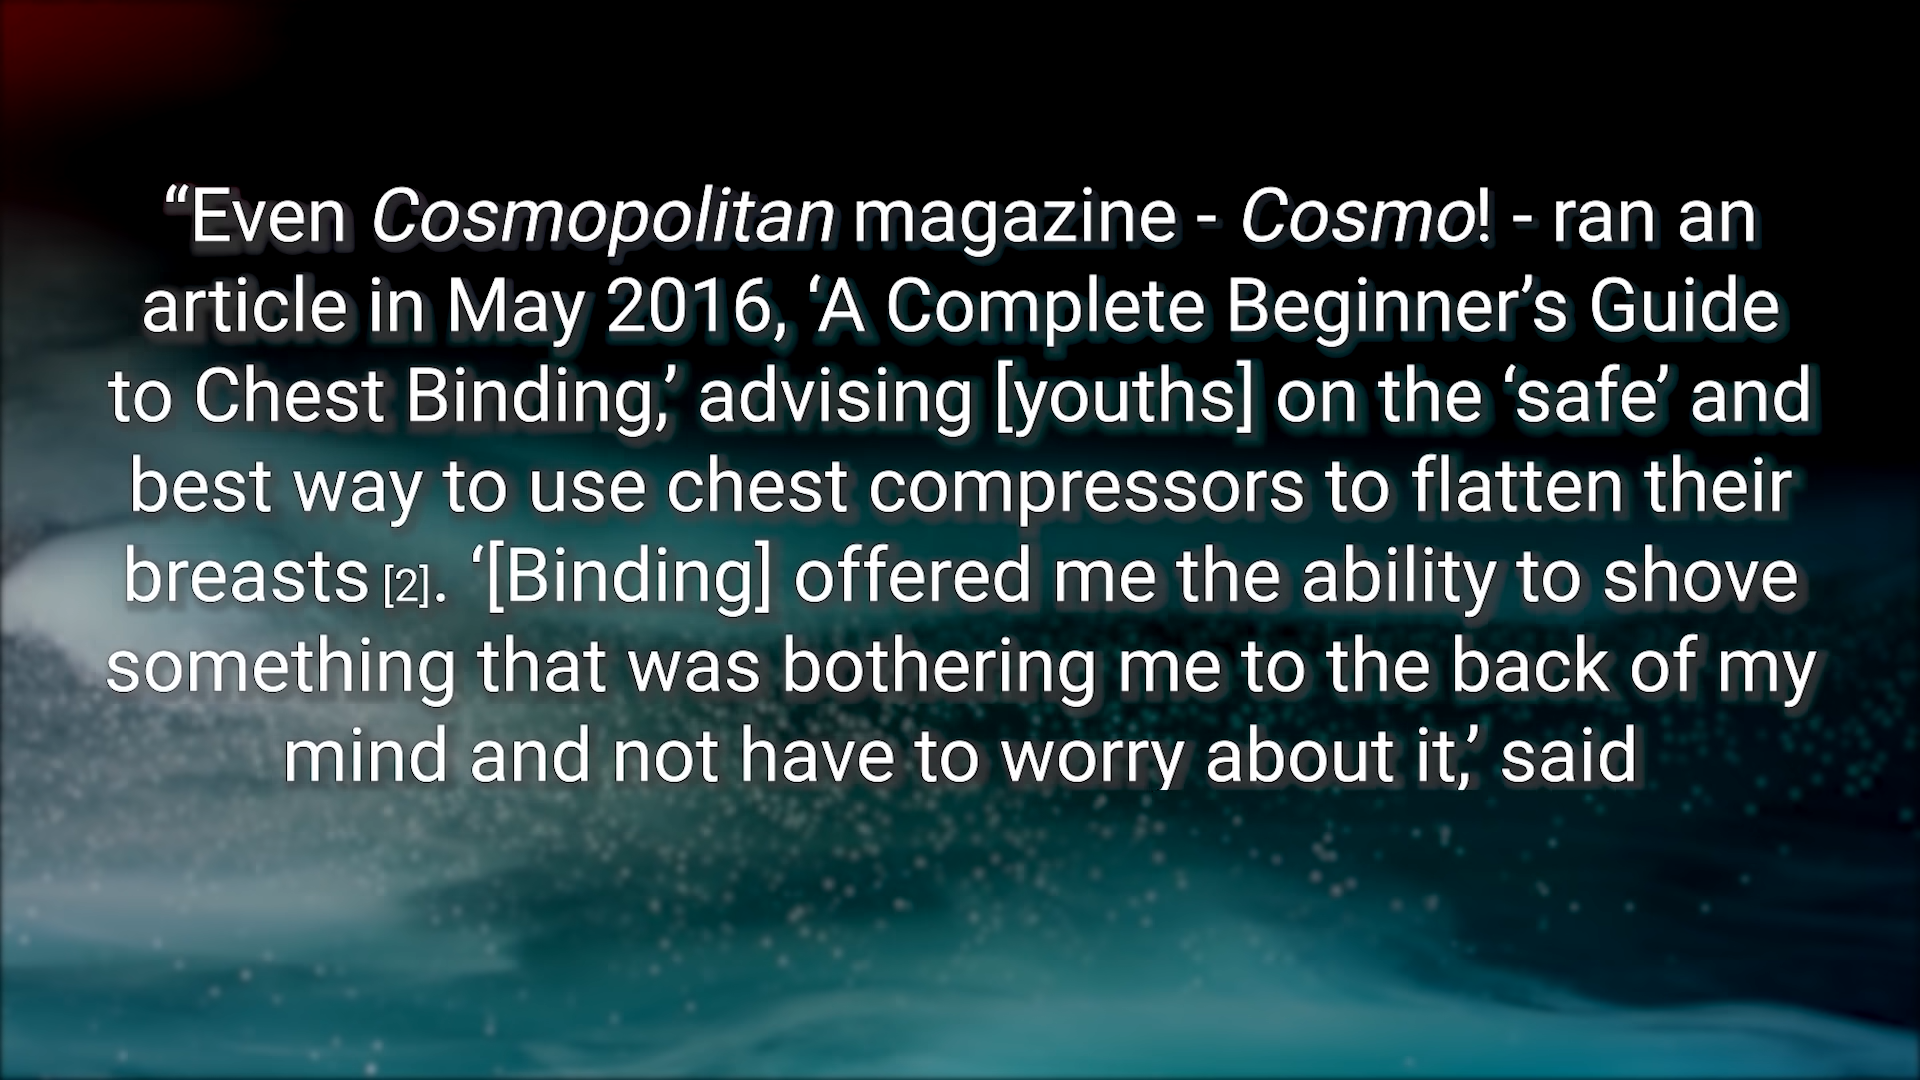 “Even Cosmopolitan magazine - Cosmo! - ran an
article in May 2016, ‘A Complete Beginner’s Guide
to Chest Binding,’ advising [youths] on the ‘safe’ and
best way to use chest compressors to flatten their
breasts [2]. ‘[Binding] offered me the ability to shove
something that was bothering me to the back of my
mind and not have to worry about it,’ said